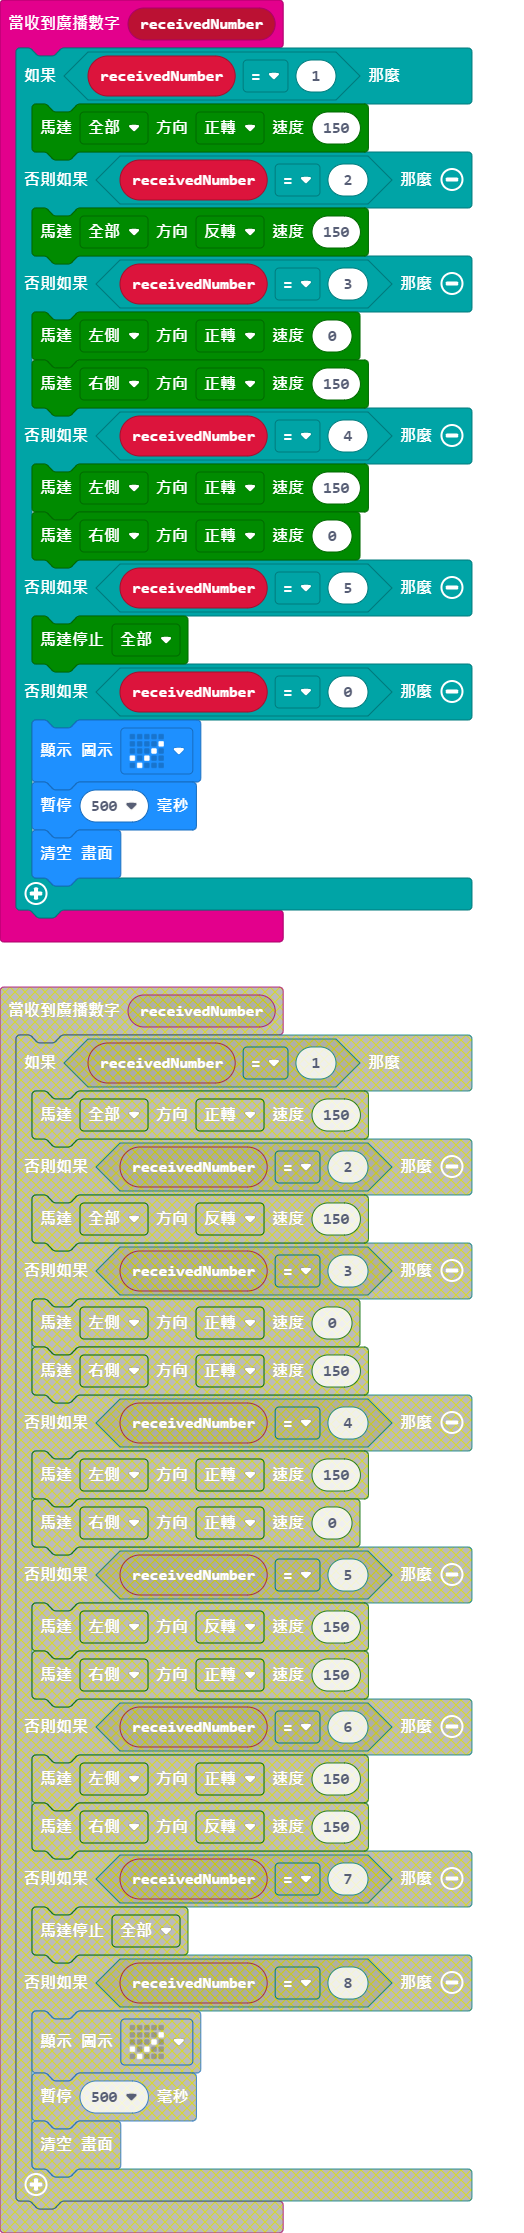 當收到廣播數字 receivedNumber
如果 receivedNumber = 1 那麼
馬達 全部 方向 正轉 速度 150
否則如果 receivedNumber = 2 那麼
馬達 全部 方向 反轉 速度 150
否則如果 receivedNumber = 3 那麼
馬達 左側 方向 正轉 速度 0
馬達 右側 方向 正轉 速度 150
否則如果 receivedNumber = 4 那麼
馬達 左側 方向 正轉 速度 150
馬達 右側 方向 正轉 速度 0
否則如果 receivedNumber = 5 那麼
馬達停止 全部
否則如果 receivedNumber = 0 那麼
顯示 圖示
暫停 500 毫秒
清空 畫面
當收到廣播數字 receivedNumber
如果 receivedNumber = 1 那麼
馬達 全部 方向 正轉 速度 150
否則如果 receivedNumber = 2 那麼
馬達 全部 方向 反轉 速度 150
否則如果 receivedNumber = 3 那麼
馬達 左側 方向 正轉 速度 0
馬達 右側 方向 正轉 速度 150
否則如果 receivedNumber = 4 那麼
馬達 左側 方向 正轉 速度 150
馬達 右側 方向 正轉 速度 0
否則如果 receivedNumber = 5 那麼
馬達 左側 方向 反轉 速度 150
馬達 右側 方向 正轉 速度 150
否則如果 receivedNumber = 6 那麼
馬達 左側 方向 正轉 速度 150
馬達 右側 方向 反轉 速度 150
否則如果 receivedNumber = 7 那麼
馬達停止 全部
否則如果 receivedNumber = 8 那麼
顯示 圖示
暫停 500 毫秒
清空 畫面